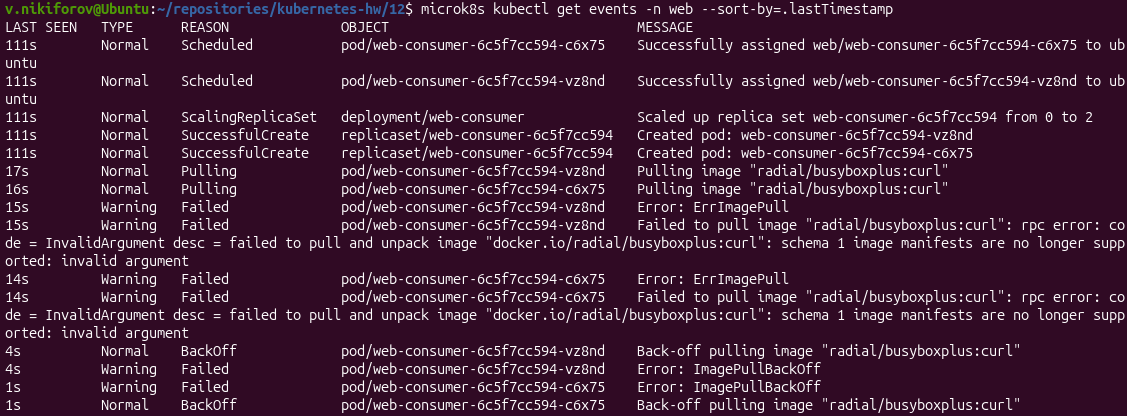 v.nikiforov@Ubuntu:~/repositories/kubernetes-hw/12$ microk8s kubectl get events -n web --sort-by=.lastTimestamp
LAST SEEN   TYPE      REASON              OBJECT                               MESSAGE
111s        Normal    Scheduled           pod/web-consumer-6c5f7cc594-c6x75    Successfully assigned web/web-consumer-6c5f7cc594-c6x75 to ub
untu
111s        Normal    Scheduled           pod/web-consumer-6c5f7cc594-vz8nd    Successfully assigned web/web-consumer-6c5f7cc594-vz8nd to ub
untu
111s        Normal    ScalingReplicaSet   deployment/web-consumer              Scaled up replica set web-consumer-6c5f7cc594 from 0 to 2
111s        Normal    SuccessfulCreate    replicaset/web-consumer-6c5f7cc594   Created pod: web-consumer-6c5f7cc594-vz8nd
111s        Normal    SuccessfulCreate    replicaset/web-consumer-6c5f7cc594   Created pod: web-consumer-6c5f7cc594-c6x75
17s         Normal    Pulling             pod/web-consumer-6c5f7cc594-vz8nd    Pulling image "radial/busyboxplus:curl"
16s         Normal    Pulling             pod/web-consumer-6c5f7cc594-c6x75    Pulling image "radial/busyboxplus:curl"
15s         Warning   Failed              pod/web-consumer-6c5f7cc594-vz8nd    Error: ErrImagePull
15s         Warning   Failed              pod/web-consumer-6c5f7cc594-vz8nd    Failed to pull image "radial/busyboxplus:curl": rpc error: co
de = InvalidArgument desc = failed to pull and unpack image "docker.io/radial/busyboxplus:curl": schema 1 image manifests are no longer supp
orted: invalid argument
14s         Warning   Failed              pod/web-consumer-6c5f7cc594-c6x75    Error: ErrImagePull
14s         Warning   Failed              pod/web-consumer-6c5f7cc594-c6x75    Failed to pull image "radial/busyboxplus:curl": rpc error: co
de = InvalidArgument desc = failed to pull and unpack image "docker.io/radial/busyboxplus:curl": schema 1 image manifests are no longer supp
orted: invalid argument
4s          Normal    BackOff             pod/web-consumer-6c5f7cc594-vz8nd    Back-off pulling image "radial/busyboxplus:curl"
4s          Warning   Failed              pod/web-consumer-6c5f7cc594-vz8nd    Error: ImagePullBackOff
1s          Warning   Failed              pod/web-consumer-6c5f7cc594-c6x75    Error: ImagePullBackOff
1s          Normal    BackOff             pod/web-consumer-6c5f7cc594-c6x75    Back-off pulling image "radial/busyboxplus:curl"